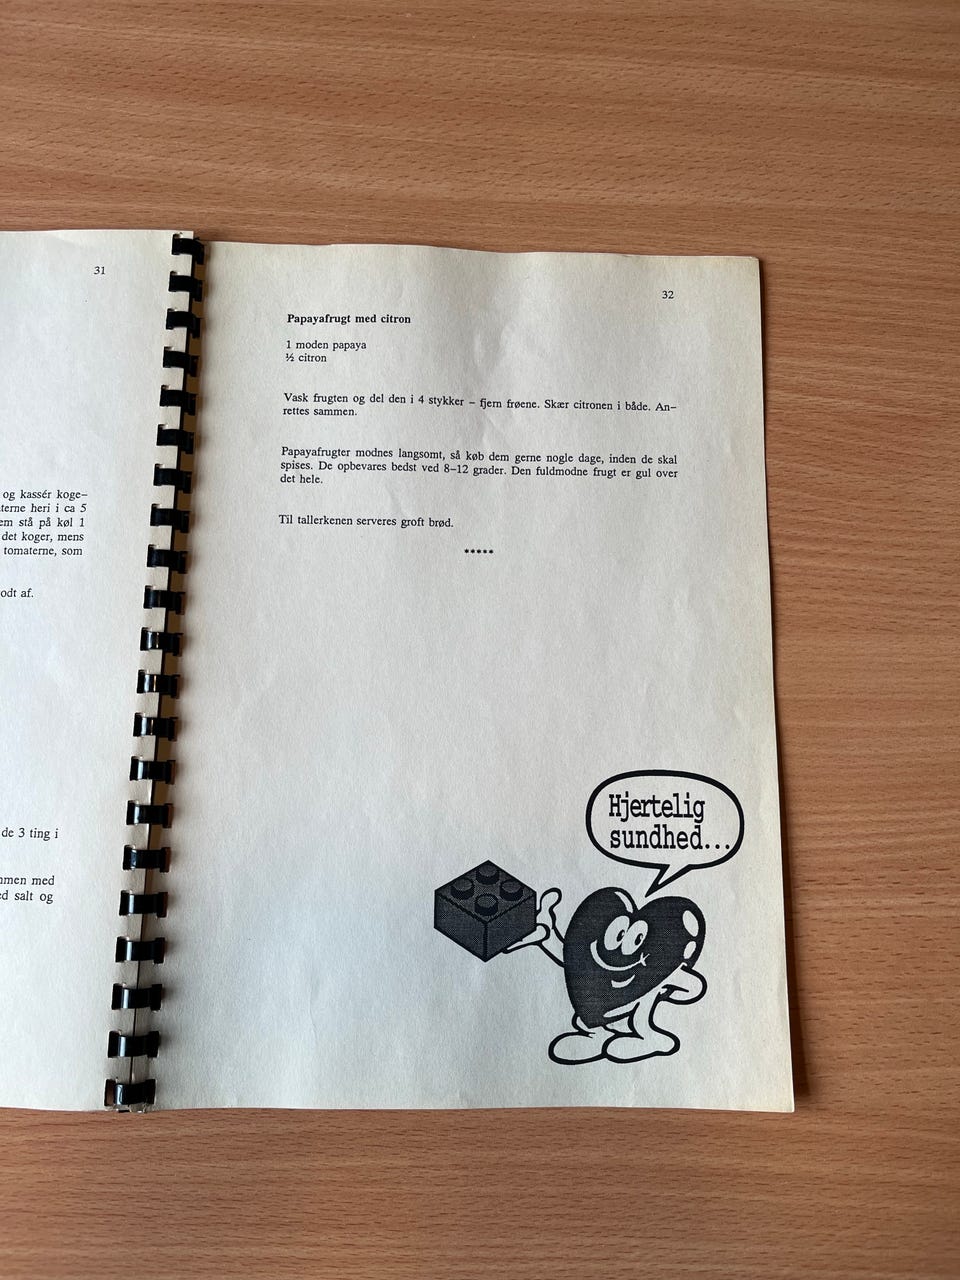 31
og kassér koge-
terne heri i ca 5
em stå på køl 1
det koger, mens
tomaterne, som
odt af.
de 3 ting i
mmen med
ed salt og
32
Papayafrugt med citron
1 moden papaya
½ citron
Vask frugten og del den i 4 stykker – fjern frøene. Skær citronen i både. An-
rettes sammen.
Papayafrugter modnes langsomt, så køb dem gerne nogle dage, inden de skal
spises. De opbevares bedst ved 8–12 grader. Den fuldmodne frugt er gul over
det hele.
Til tallerkenen serveres groft brød.
*****
Hjertelig
sundhed...